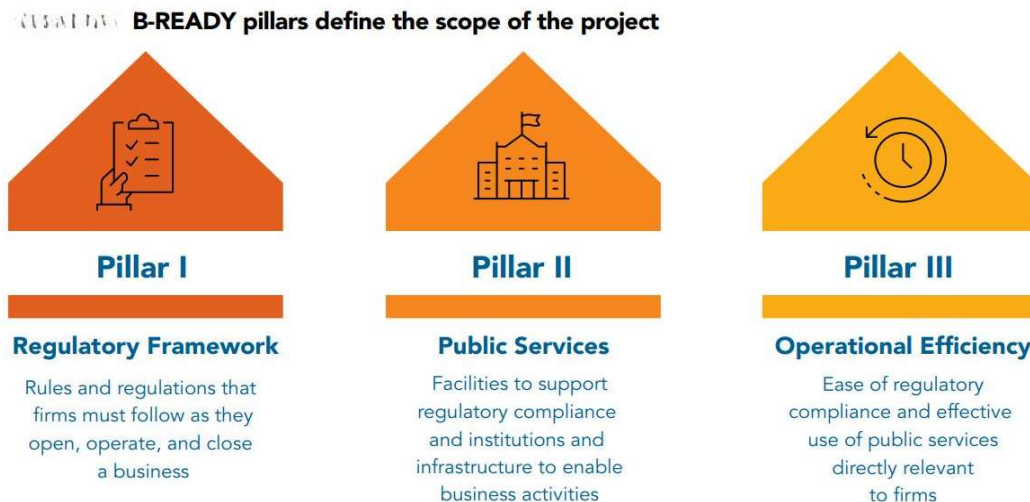 B-READY pillars define the scope of the project
Pillar I
Regulatory Framework
Rules and regulations that
firms must follow as they
open, operate, and close
a business
Pillar II
Public Services
Facilities to support
regulatory compliance
and institutions and
infrastructure to enable
business activities
Pillar III
Operational Efficiency
Ease of regulatory
compliance and effective
use of public services
directly relevant
to firms